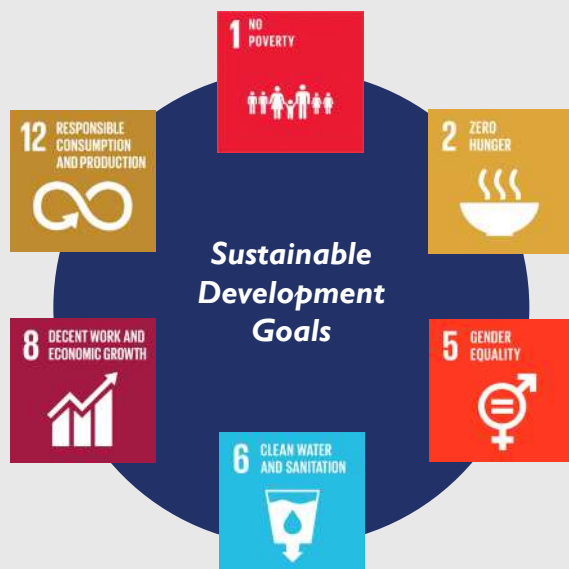 1 NO
POVERTY
2 ZERO
HUNGER
5 GENDER
EQUALITY
6 CLEAN WATER
AND SANITATION
8 DECENT WORK AND
ECONOMIC GROWTH
12 RESPONSIBLE
CONSUMPTION
AND PRODUCTION
Sustainable
Development
Goals